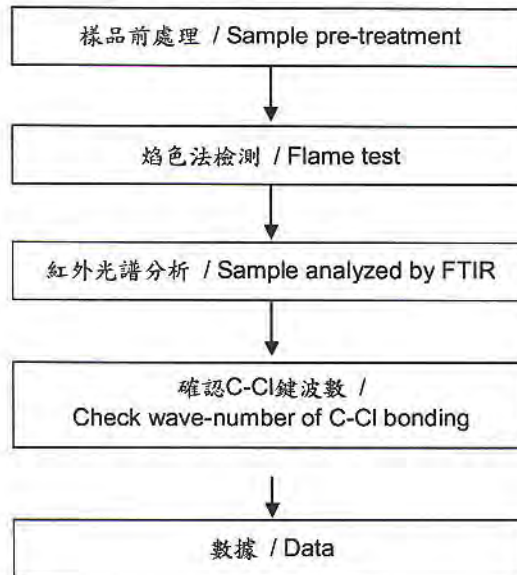 樣品前處理 / Sample pre-treatment
焰色法檢測 / Flame test
紅外光譜分析 / Sample analyzed by FTIR
確認C-Cl鍵波數 /
Check wave-number of C-Cl bonding
數據 / Data